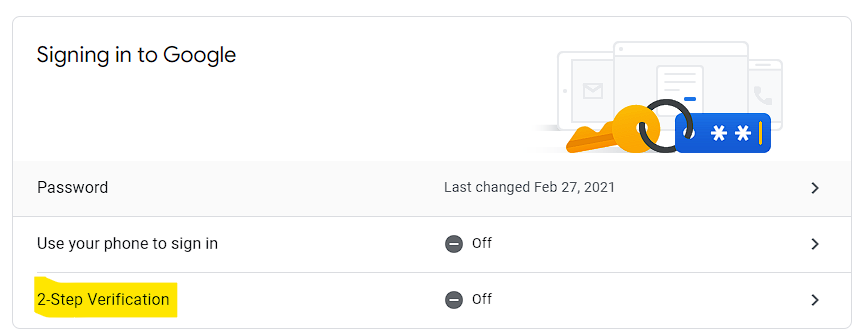 Signing in to Google
**
Password Last changed Feb 27, 2021
Use your phone to sign in Off
2-Step Verification Off